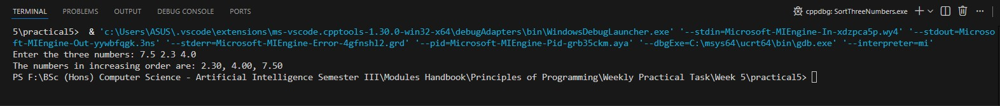 TERMINAL PROBLEMS OUTPUT DEBUG CONSOLE PORTS cppdbg: SortThreeNumbers.exe
5\practical5>  & 'c:\Users\ASUS\.vscode\extensions\ms-vscode.cpptools-1.30.0-win32-x64\debugAdapters\bin\WindowsDebugLauncher.exe' '--stdin=Microsoft-MIEngine-In-xdzpca5p.wy4' '--stdout=Microso
ft-MIEngine-Out-yywbfqgk.3ns' '--stderr=Microsoft-MIEngine-Error-4gfnshl2.grd' '--pid=Microsoft-MIEngine-Pid-grb35ckm.aya' '--dbgExe=C:\msys64\ucrt64\bin\gdb.exe' '--interpreter=mi'
Enter the three numbers: 7.5 2.3 4.0
The numbers in increasing order are: 2.30, 4.00, 7.50
PS F:\BSc (Hons) Computer Science - Artificial Intelligence Semester III\Modules Handbook\Principles of Programming\Weekly Practical Task\Week 5\practical5>